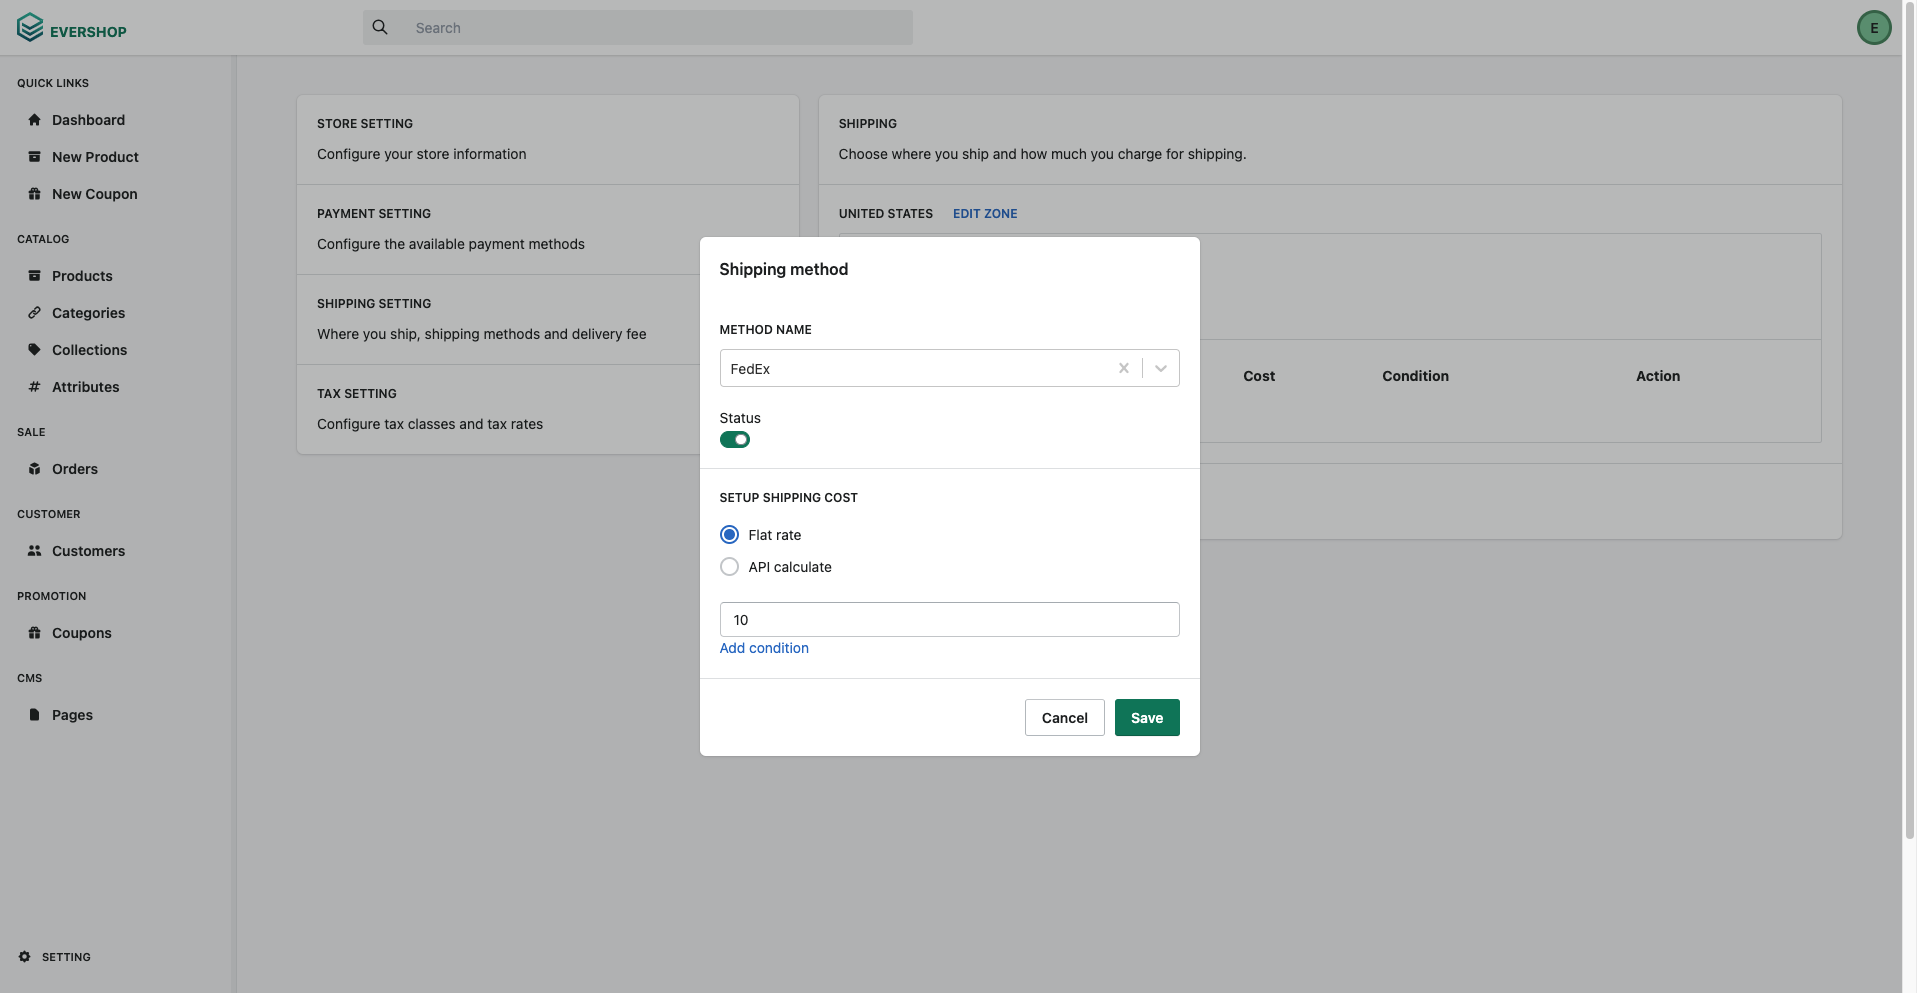 EVERSHOP
Search
E
QUICK LINKS
Dashboard
New Product
New Coupon
CATALOG
Products
Categories
Collections
Attributes
SALE
Orders
CUSTOMER
Customers
PROMOTION
Coupons
CMS
Pages
SETTING
STORE SETTING
Configure your store information
PAYMENT SETTING
Configure the available payment methods
SHIPPING SETTING
Where you ship, shipping methods and delivery fee
TAX SETTING
Configure tax classes and tax rates
SHIPPING
Choose where you ship and how much you charge for shipping.
UNITED STATES EDIT ZONE
Cost Condition Action
Shipping method
METHOD NAME
FedEx
Status
SETUP SHIPPING COST
Flat rate
API calculate
10
Add condition
Cancel Save